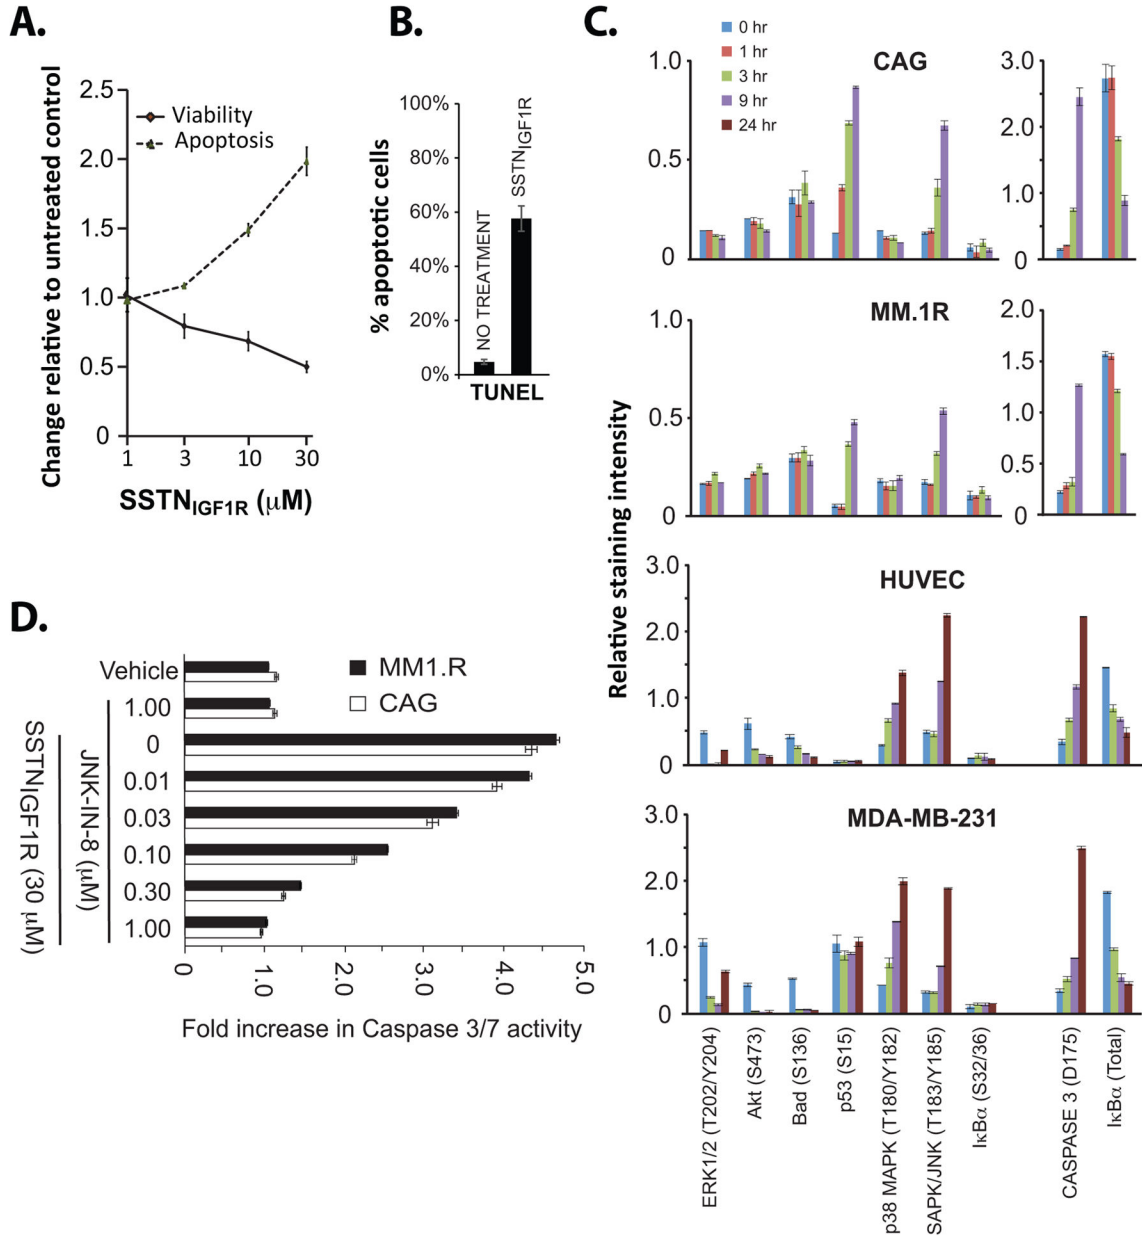 A.
Change relative to untreated control
2.5
2.0
1.5
1.0
0.5
0
Viability
Apoptosis
1
3
10
30
SSTNIGF1R (μM)
B.
% apoptotic cells
100%
80%
60%
40%
20%
0%
NO TREATMENT
SSTNIGF1R
TUNEL
C.
0 hr
1 hr
3 hr
9 hr
24 hr
Relative staining intensity
CAG
1.0
0.5
0
3.0
2.0
1.0
0
MM.1R
1.0
0.5
0
2.0
1.5
1.0
0.5
0
HUVEC
3.0
2.0
1.0
0
MDA-MB-231
3.0
2.0
1.0
0
ERK1/2 (T202/Y204)
Akt (S473)
Bad (S136)
p53 (S15)
p38 MAPK (T180/Y182)
SAPK/JNK (T183/Y185)
IκBα (S32/36)
CASPASE 3 (D175)
IκBα (Total)
D.
MM1.R
CAG
SSTNIGF1R (30 μM)
JNK-IN-8 (μM)
Vehicle
1.00
0
0.01
0.03
0.10
0.30
1.00
0
1.0
2.0
3.0
4.0
5.0
Fold increase in Caspase 3/7 activity